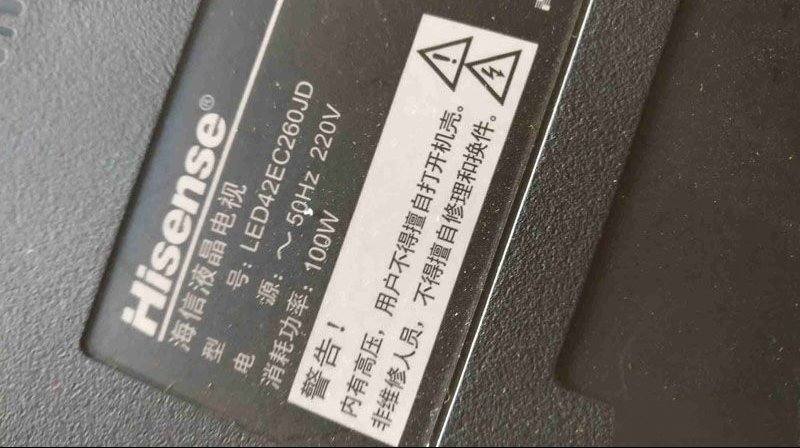 Hisense®
海信液晶电视
型 号: LED42EC260JD
电 源: ～ 50Hz 220V
消耗功率: 100W
警告！
内有高压，用户不得擅自打开机壳。
非维修人员，不得擅自修理和换件。